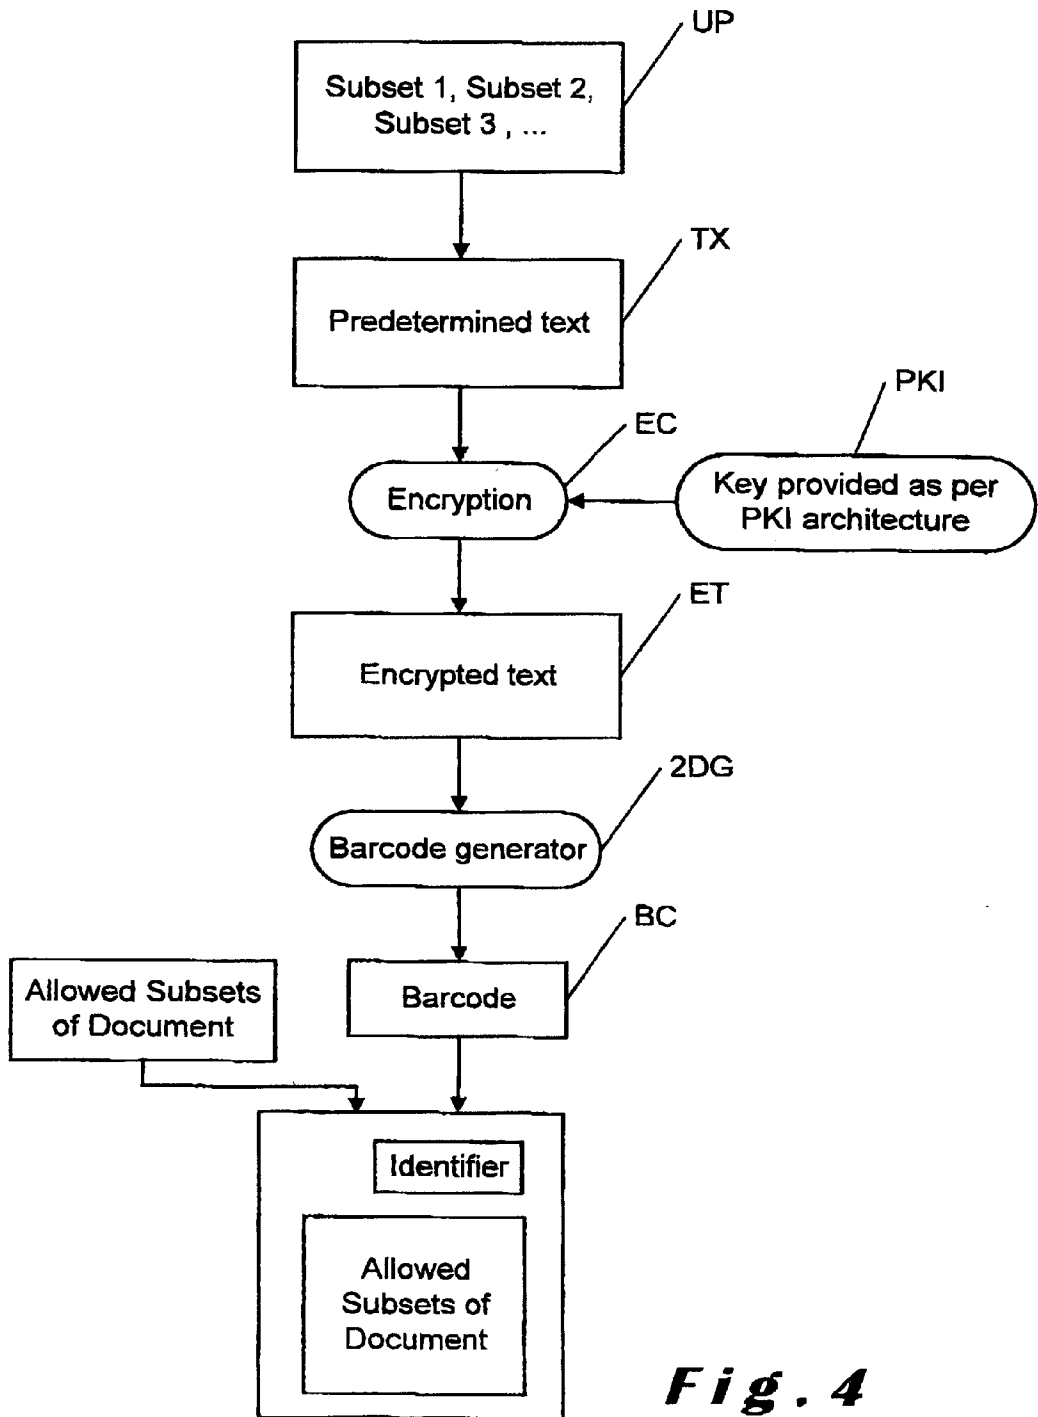 UP
Subset 1, Subset 2,
Subset 3 , ...
TX
Predetermined text
PKI
EC
Encryption
Key provided as per
PKI architecture
ET
Encrypted text
2DG
Barcode generator
BC
Allowed Subsets
of Document
Barcode
Identifier
Allowed
Subsets of
Document
Fig. 4